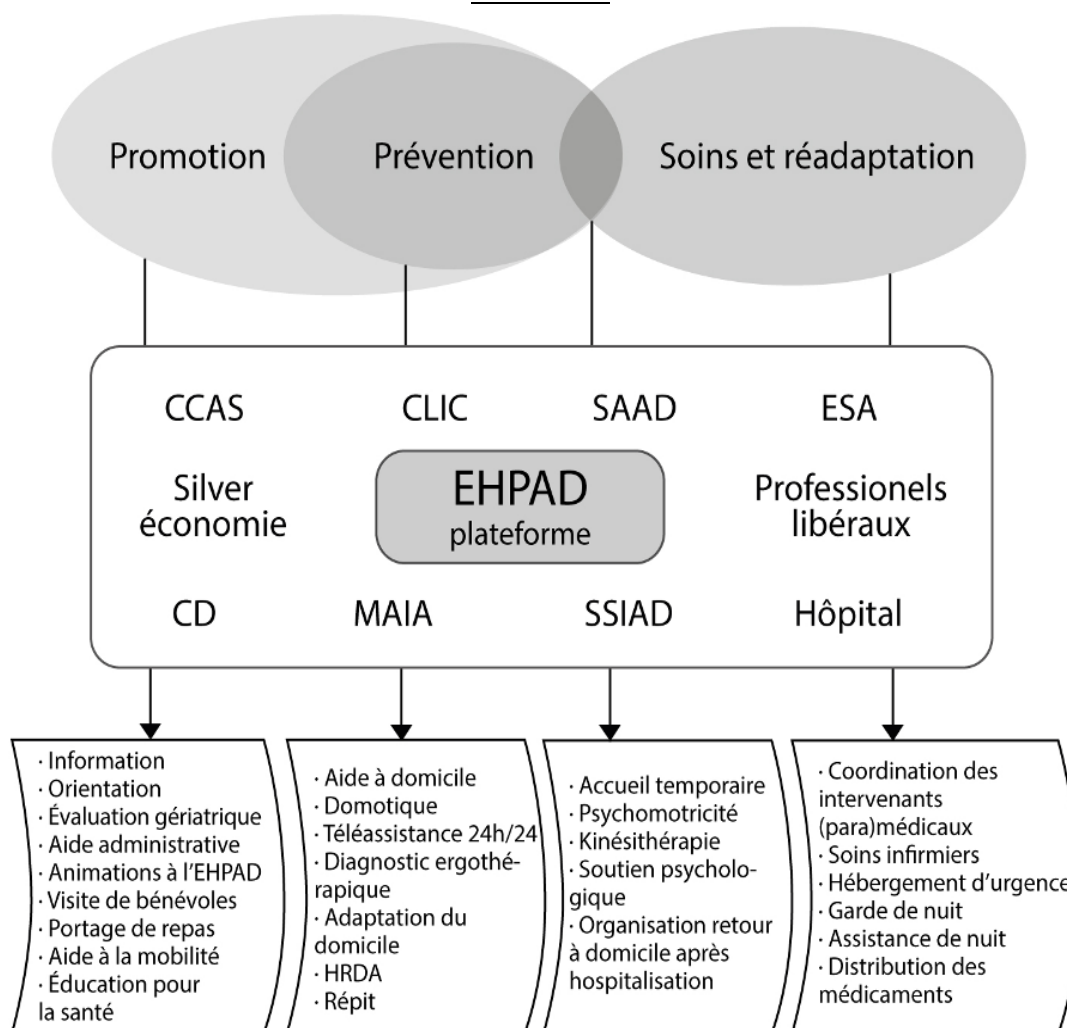 Promotion
Prévention
Soins et réadaptation
CCAS
CLIC
SAAD
ESA
Silver
économie
EHPAD
plateforme
Professionels
libéraux
CD
MAIA
SSIAD
Hôpital
· Information
· Orientation
· Évaluation gériatrique
· Aide administrative
· Animations à l'EHPAD
· Visite de bénévoles
· Portage de repas
· Aide à la mobilité
· Éducation pour
la santé
· Aide à domicile
· Domotique
· Téléassistance 24h/24
· Diagnostic ergothé-
rapique
· Adaptation du
domicile
· HRDA
· Répit
· Accueil temporaire
· Psychomotricité
· Kinésithérapie
· Soutien psycholo-
gique
· Organisation retour
à domicile après
hospitalisation
· Coordination des
intervenants
(para)médicaux
· Soins infirmiers
· Hébergement d'urgence
· Garde de nuit
· Assistance de nuit
· Distribution des
médicaments